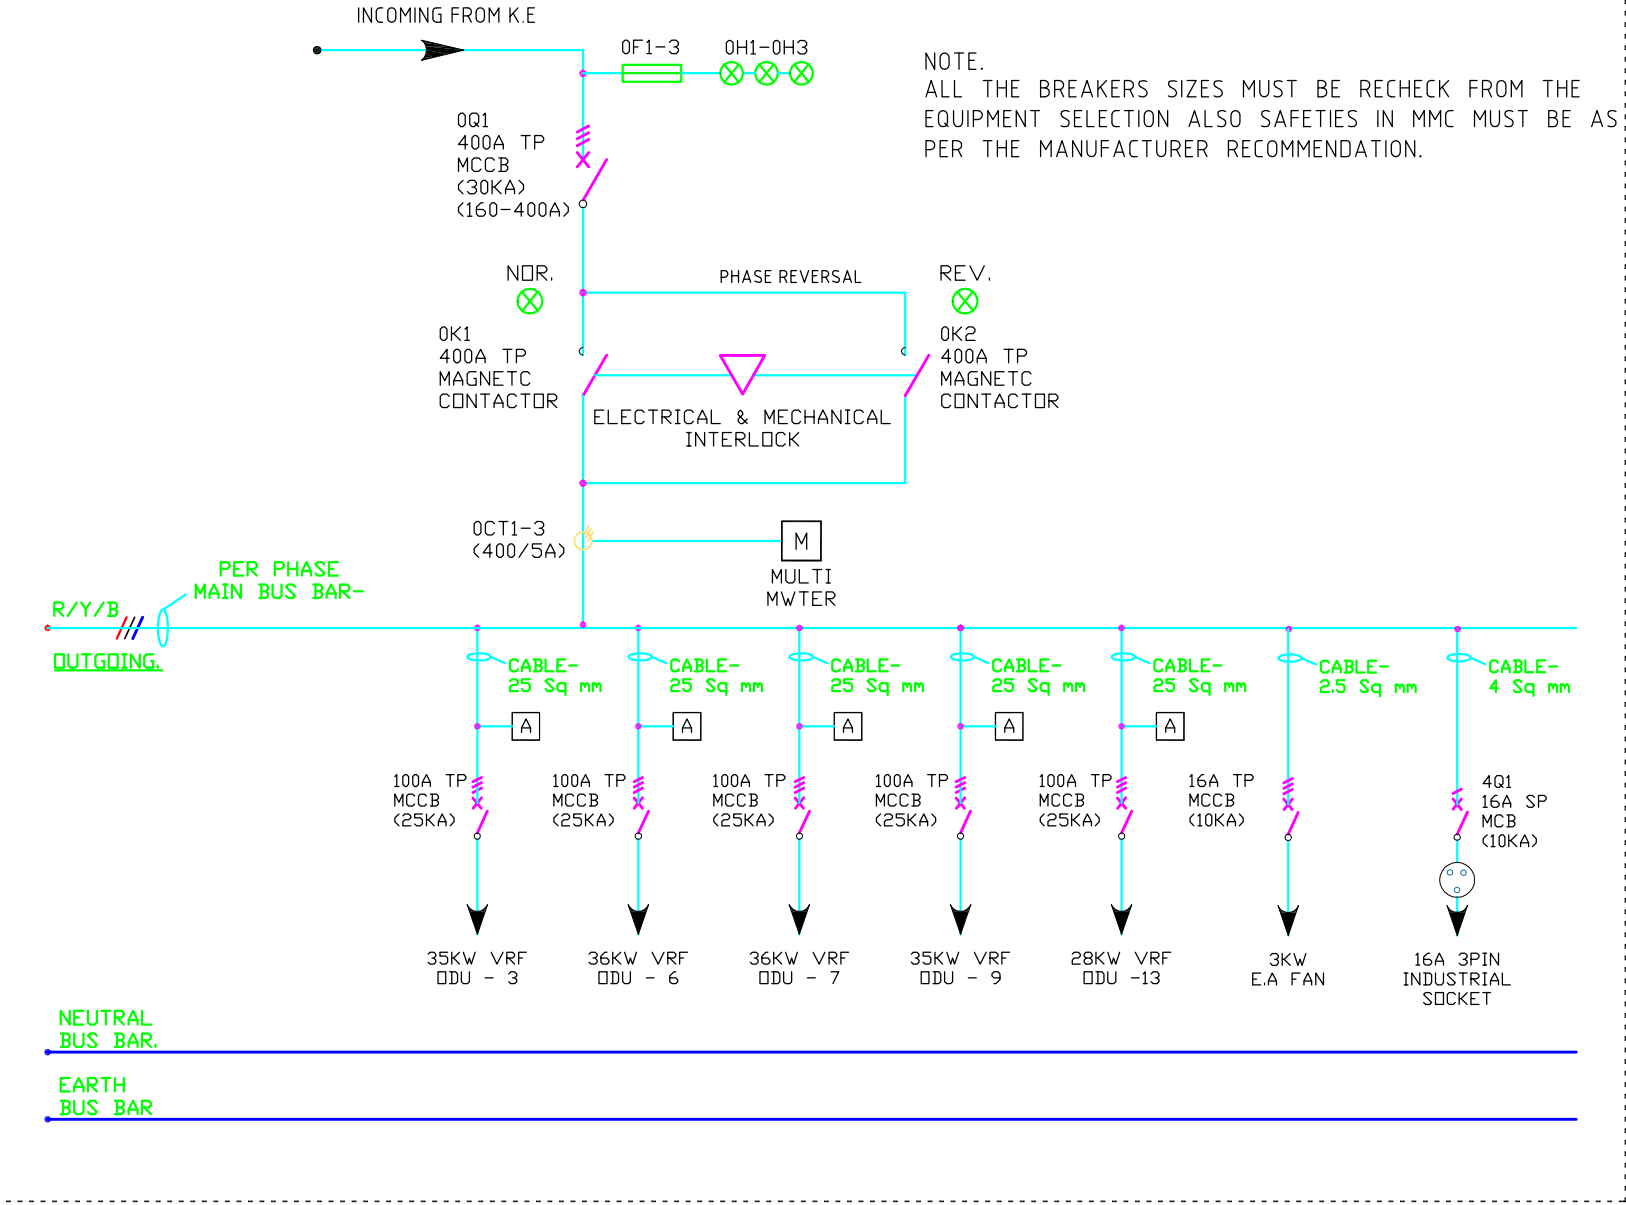 INCOMING FROM K.E
0F1-3
0H1-0H3
NOTE.
ALL THE BREAKERS SIZES MUST BE RECHECK FROM THE
EQUIPMENT SELECTION ALSO SAFETIES IN MMC MUST BE AS
PER THE MANUFACTURER RECOMMENDATION.
0Q1
400A TP
MCCB
(30KA)
(160-400A)
NOR.
PHASE REVERSAL
REV.
0K1
400A TP
MAGNETC
CONTACTOR
0K2
400A TP
MAGNETC
CONTACTOR
ELECTRICAL & MECHANICAL
INTERLOCK
0CT1-3
(400/5A)
M
MULTI
MWTER
PER PHASE
MAIN BUS BAR-
R/Y/B
OUTGOING.
CABLE-
25 Sq mm
CABLE-
25 Sq mm
CABLE-
25 Sq mm
CABLE-
25 Sq mm
CABLE-
25 Sq mm
CABLE-
2.5 Sq mm
CABLE-
4 Sq mm
A
A
A
A
A
100A TP
MCCB
(25KA)
100A TP
MCCB
(25KA)
100A TP
MCCB
(25KA)
100A TP
MCCB
(25KA)
100A TP
MCCB
(25KA)
16A TP
MCCB
(10KA)
4Q1
16A SP
MCB
(10KA)
35KW VRF
ODU - 3
36KW VRF
ODU - 6
36KW VRF
ODU - 7
35KW VRF
ODU - 9
28KW VRF
ODU -13
3KW
E.A FAN
16A 3PIN
INDUSTRIAL
SOCKET
NEUTRAL
BUS BAR.
EARTH
BUS BAR